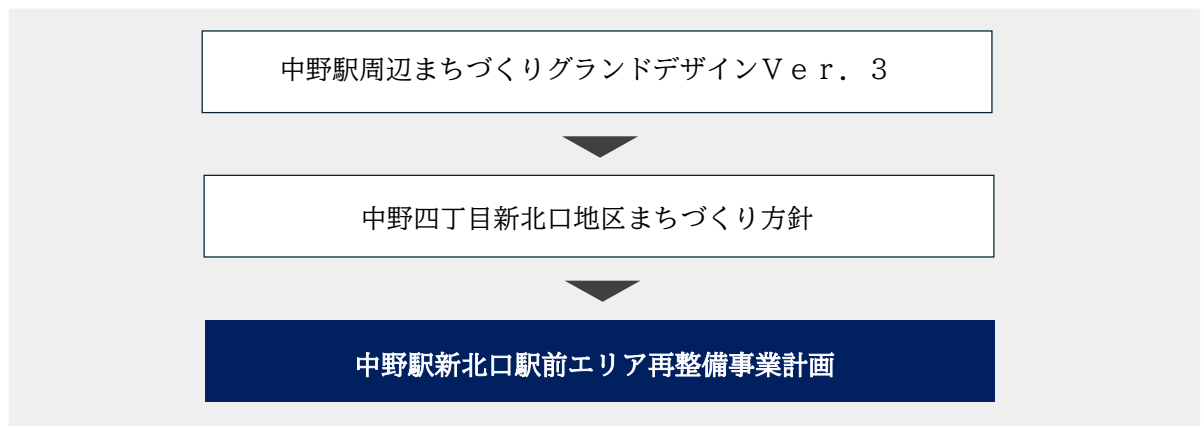 中野駅周辺まちづくりグランドデザインＶｅｒ．３
中野四丁目新北口地区まちづくり方針
中野駅新北口駅前エリア再整備事業計画